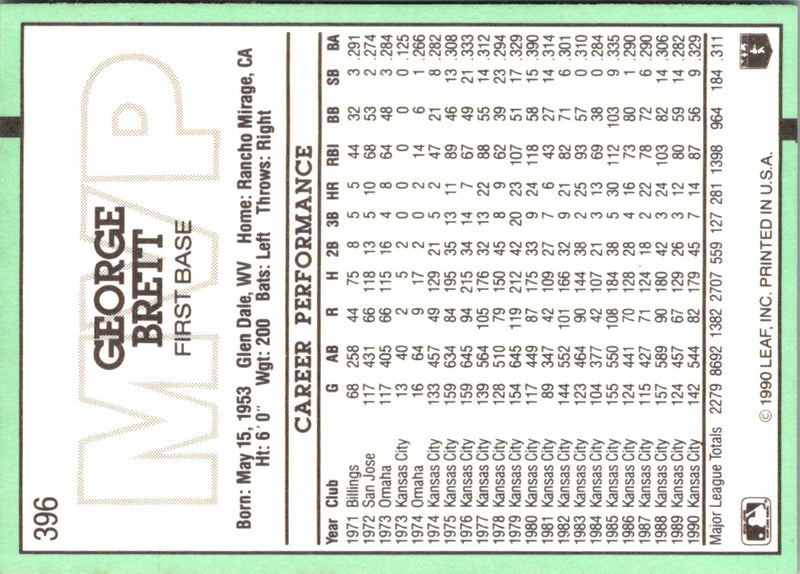 396
MVP
GEORGE
BRETT
FIRST BASE
Born: May 15, 1953 Glen Dale, WV Home: Rancho Mirage, CA
Ht: 6' 0" Wgt: 200 Bats: Left Throws: Right
CAREER PERFORMANCE
Year Club G AB R H 2B 3B HR RBI BB SB BA
1971 Billings 68 258 44 75 8 5 5 44 32 3 .291
1972 San Jose 117 431 66 118 13 5 10 68 53 2 .274
1973 Omaha 117 405 66 115 16 4 8 64 48 3 .284
1973 Kansas City 13 40 2 5 2 0 0 0 0 0 .125
1974 Omaha 16 64 9 17 2 0 2 14 6 1 .266
1974 Kansas City 133 457 49 129 21 5 2 47 21 8 .282
1975 Kansas City 159 634 84 195 35 13 11 89 46 13 .308
1976 Kansas City 159 645 94 215 34 14 7 67 49 21 .333
1977 Kansas City 139 564 105 176 32 13 22 88 55 14 .312
1978 Kansas City 128 510 79 150 45 8 9 62 39 23 .294
1979 Kansas City 154 645 119 212 42 20 23 107 51 17 .329
1980 Kansas City 117 449 87 175 33 9 24 118 58 15 .390
1981 Kansas City 89 347 42 109 27 7 6 43 27 14 .314
1982 Kansas City 144 552 101 166 32 9 21 82 71 6 .301
1983 Kansas City 123 464 90 144 38 2 25 93 57 0 .310
1984 Kansas City 104 377 42 107 21 3 13 69 38 0 .284
1985 Kansas City 155 550 108 184 38 5 30 112 103 9 .335
1986 Kansas City 124 441 70 128 28 4 16 73 80 1 .290
1987 Kansas City 115 427 71 124 18 2 22 78 72 6 .290
1988 Kansas City 157 589 90 180 42 3 24 103 82 14 .306
1989 Kansas City 124 457 67 129 26 3 12 80 59 14 .282
1990 Kansas City 142 544 82 179 45 7 14 87 56 9 .329
Major League Totals 2279 8692 1382 2707 559 127 281 1398 964 184 .311
© 1990 LEAF, INC. PRINTED IN U.S.A.